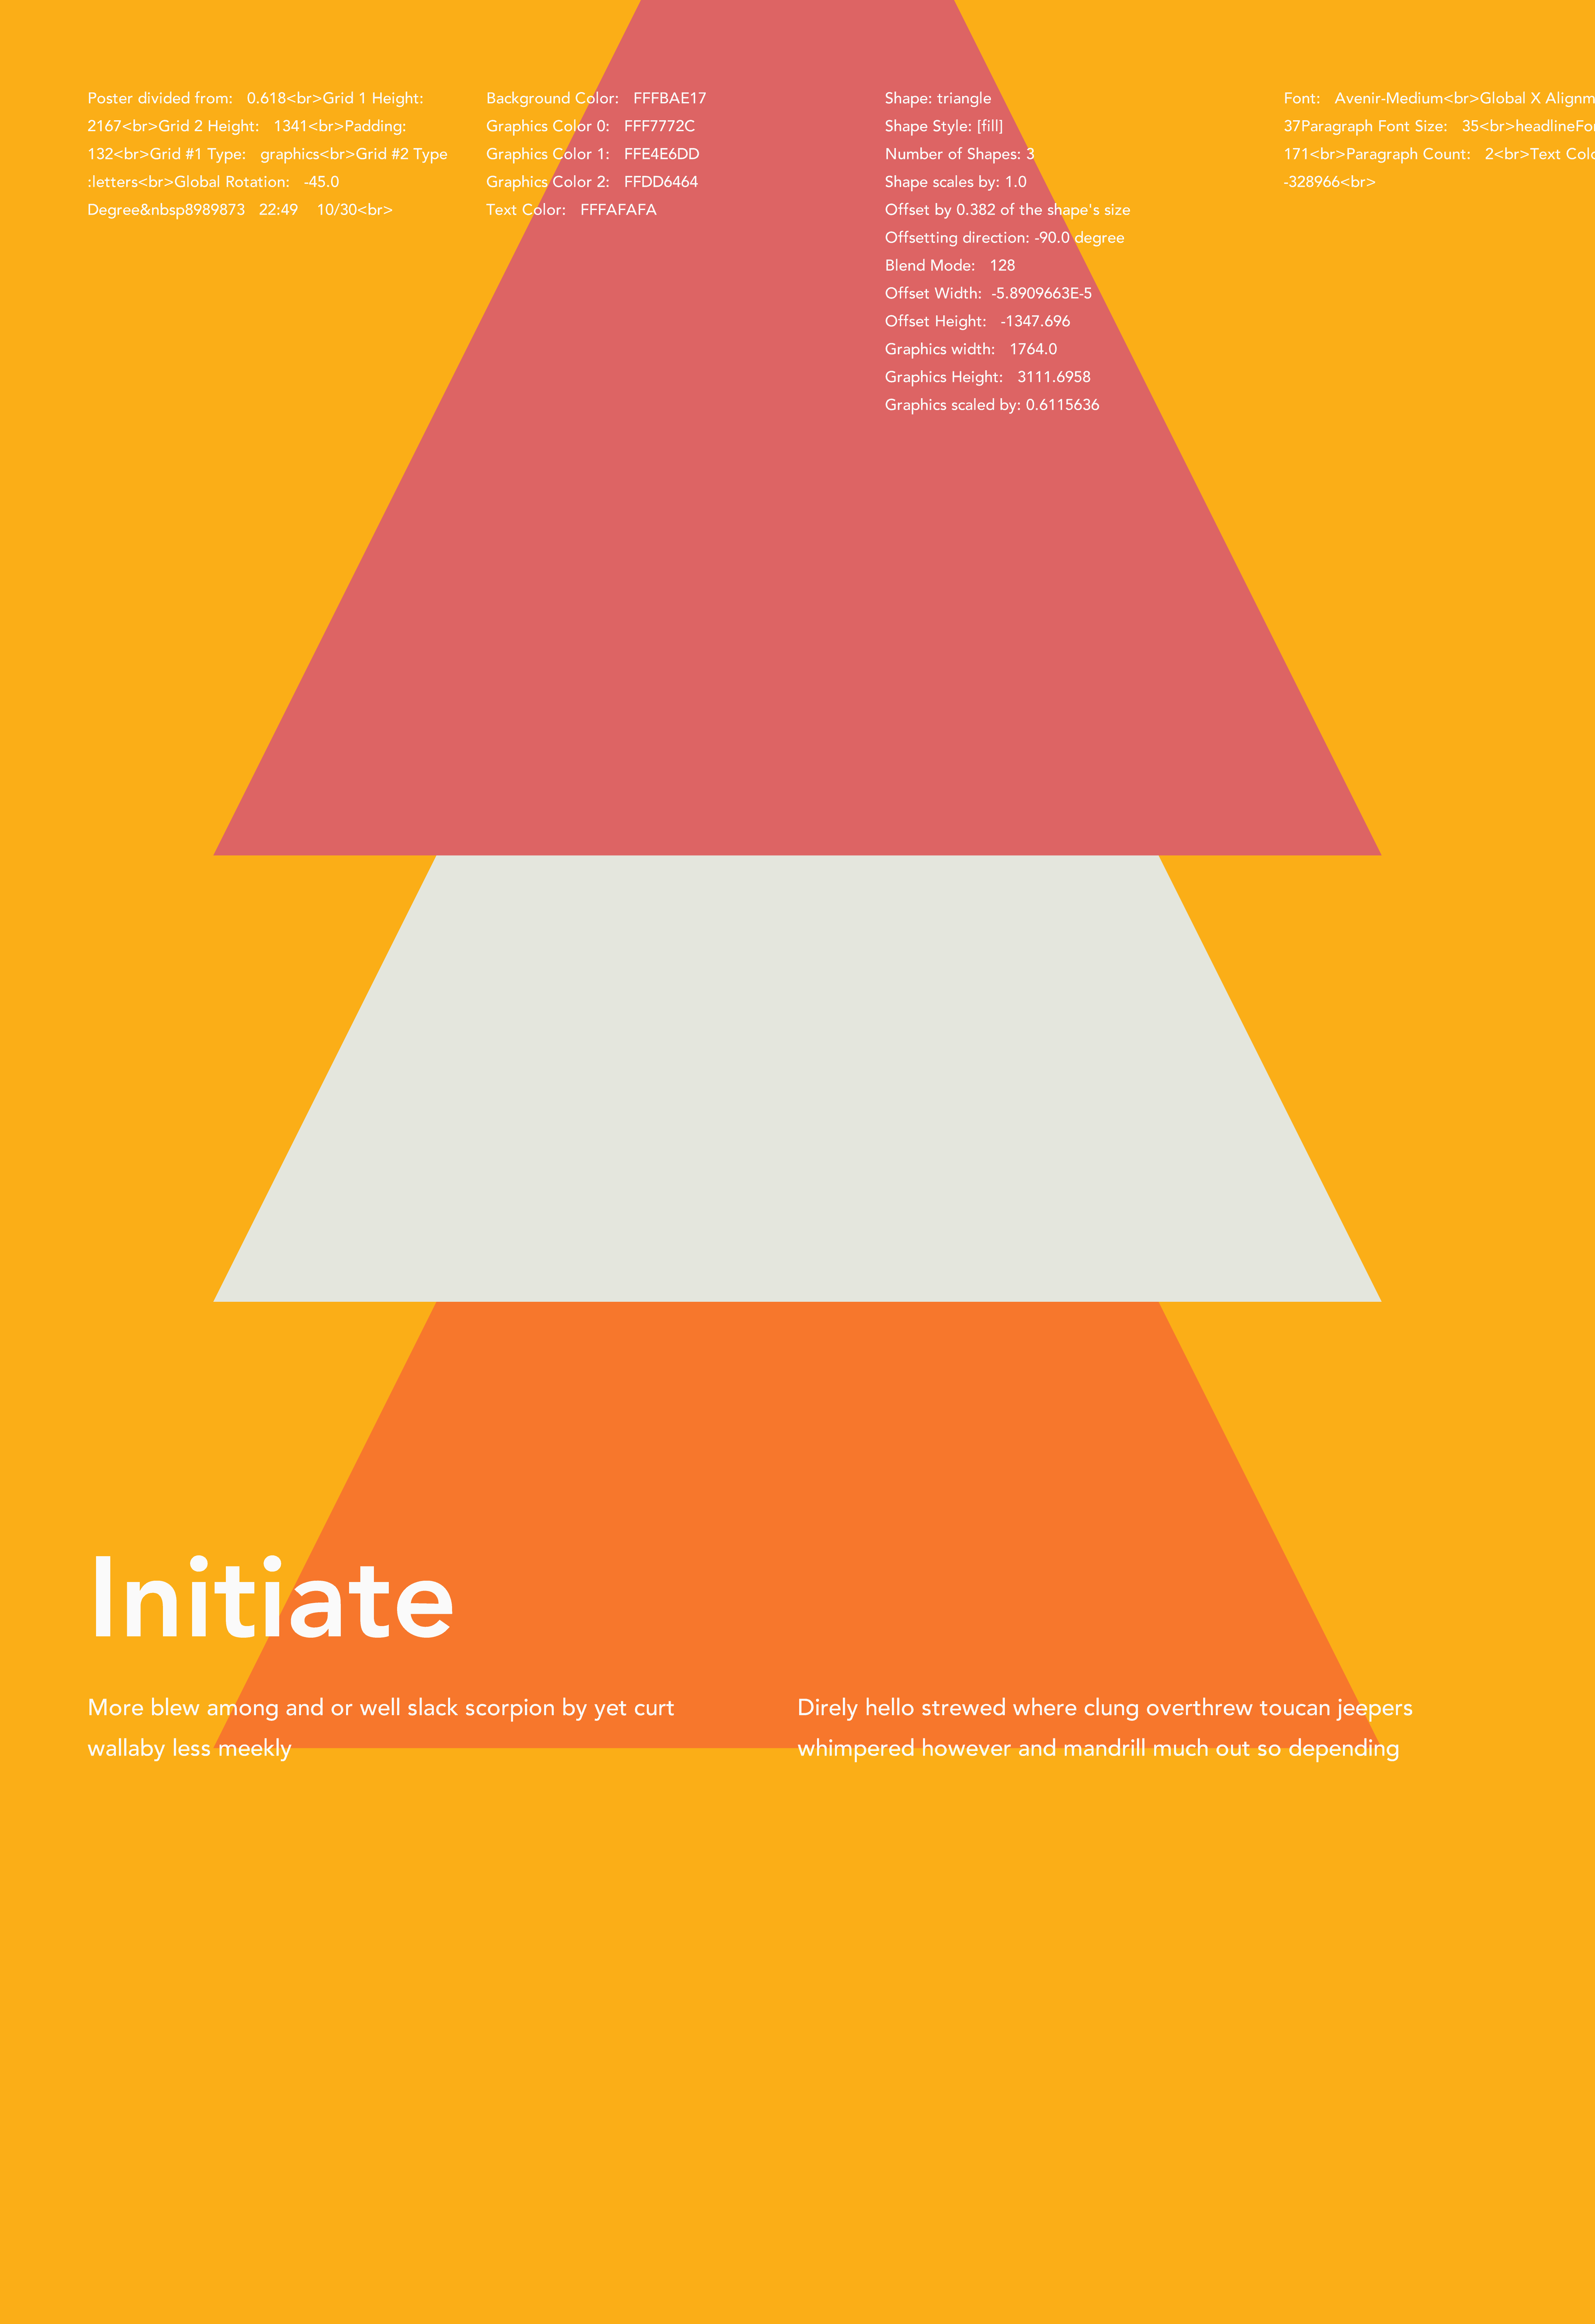 Poster divided from:   0.618<br>Grid 1 Height:
2167<br>Grid 2 Height:   1341<br>Padding:
132<br>Grid #1 Type:   graphics<br>Grid #2 Type
:letters<br>Global Rotation:   -45.0
Degree&nbsp8989873   22:49    10/30<br>
Background Color:   FFFBAE17
Graphics Color 0:   FFF7772C
Graphics Color 1:   FFE4E6DD
Graphics Color 2:   FFDD6464
Text Color:   FFFAFAFA
Shape: triangle
Shape Style: [fill]
Number of Shapes: 3
Shape scales by: 1.0
Offset by 0.382 of the shape's size
Offsetting direction: -90.0 degree
Blend Mode:   128
Offset Width:  -5.8909663E-5
Offset Height:   -1347.696
Graphics width:   1764.0
Graphics Height:   3111.6958
Graphics scaled by: 0.6115636
Font:   Avenir-Medium<br>Global X Alignm
37Paragraph Font Size:   35<br>headlineFo
171<br>Paragraph Count:   2<br>Text Colo
-328966<br>
Initiate
More blew among and or well slack scorpion by yet curt
wallaby less meekly
Direly hello strewed where clung overthrew toucan jeepers
whimpered however and mandrill much out so depending